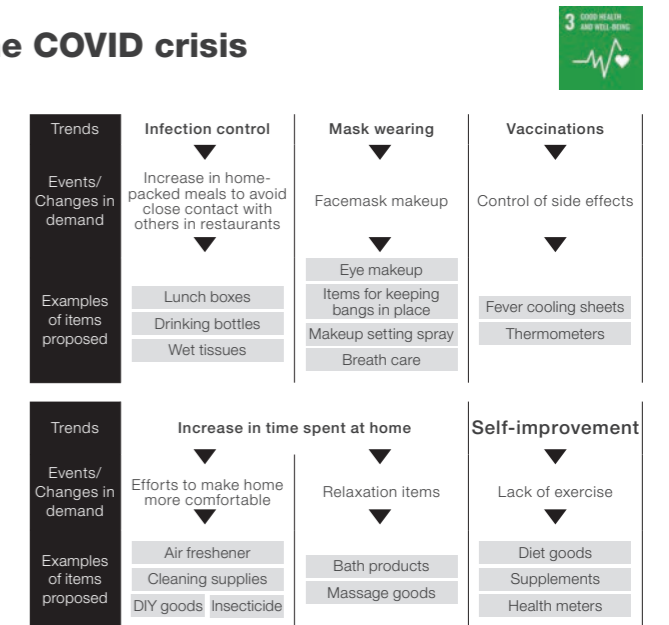 e COVID crisis
3 GOOD HEALTH
AND WELL-BEING
Trends
Infection control
Mask wearing
Vaccinations
Events/
Changes in
demand
Increase in home-
packed meals to avoid
close contact with
others in restaurants
Facemask makeup
Control of side effects
Examples
of items
proposed
Lunch boxes
Drinking bottles
Wet tissues
Eye makeup
Items for keeping
bangs in place
Makeup setting spray
Breath care
Fever cooling sheets
Thermometers
Trends
Increase in time spent at home
Self-improvement
Events/
Changes in
demand
Efforts to make home
more comfortable
Relaxation items
Lack of exercise
Examples
of items
proposed
Air freshener
Cleaning supplies
DIY goods Insecticide
Bath products
Massage goods
Diet goods
Supplements
Health meters